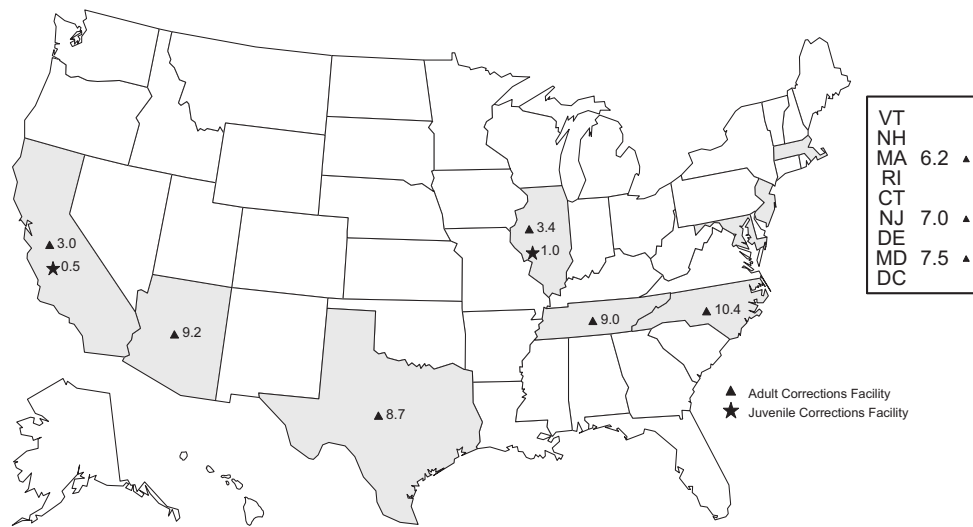 VT
NH
MA 6.2 ▲
RI
CT
NJ 7.0 ▲
DE
MD 7.5 ▲
DC
▲ 3.0
★ 0.5
▲ 3.4
★ 1.0
▲ 9.2
▲ 9.0
▲ 10.4
▲ 8.7
▲ Adult Corrections Facility
★ Juvenile Corrections Facility